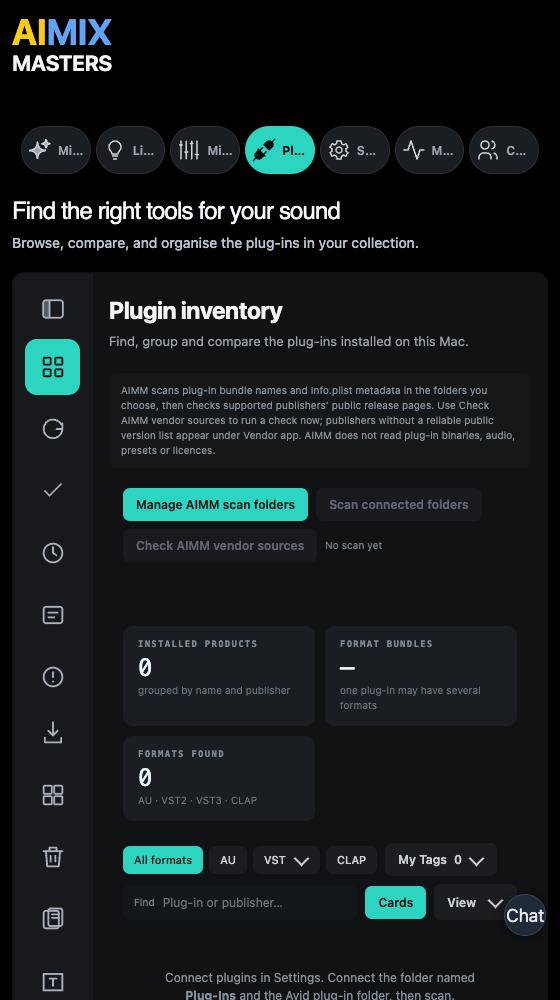 AIMIX
MASTERS
Mi...
Li...
Mi...
Pl...
S...
M...
C...
Find the right tools for your sound
Browse, compare, and organise the plug-ins in your collection.
Plugin inventory
Find, group and compare the plug-ins installed on this Mac.
AIMM scans plug-in bundle names and Info.plist metadata in the folders you
choose, then checks supported publishers' public release pages. Use Check
AIMM vendor sources to run a check now; publishers without a reliable public
version list appear under Vendor app. AIMM does not read plug-in binaries, audio,
presets or licences.
Manage AIMM scan folders
Scan connected folders
Check AIMM vendor sources
No scan yet
INSTALLED PRODUCTS
0
grouped by name and publisher
FORMAT BUNDLES
—
one plug-in may have several
formats
FORMATS FOUND
0
AU · VST2 · VST3 · CLAP
All formats
AU
VST
CLAP
My Tags 0
Find
Plug-in or publisher...
Cards
View
Chat
Connect plugins in Settings. Connect the folder named
Plug-Ins and the Avid plug-in folder, then scan.
T